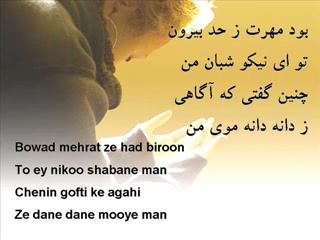 بود مهرت ز حد بیرون
تو ای نیکو شبان من
چنین گفتی که آگاهی
ز دانه دانه موی من
Bowad mehrat ze had biroon
To ey nikoo shabane man
Chenin gofti ke agahi
Ze dane dane mooye man